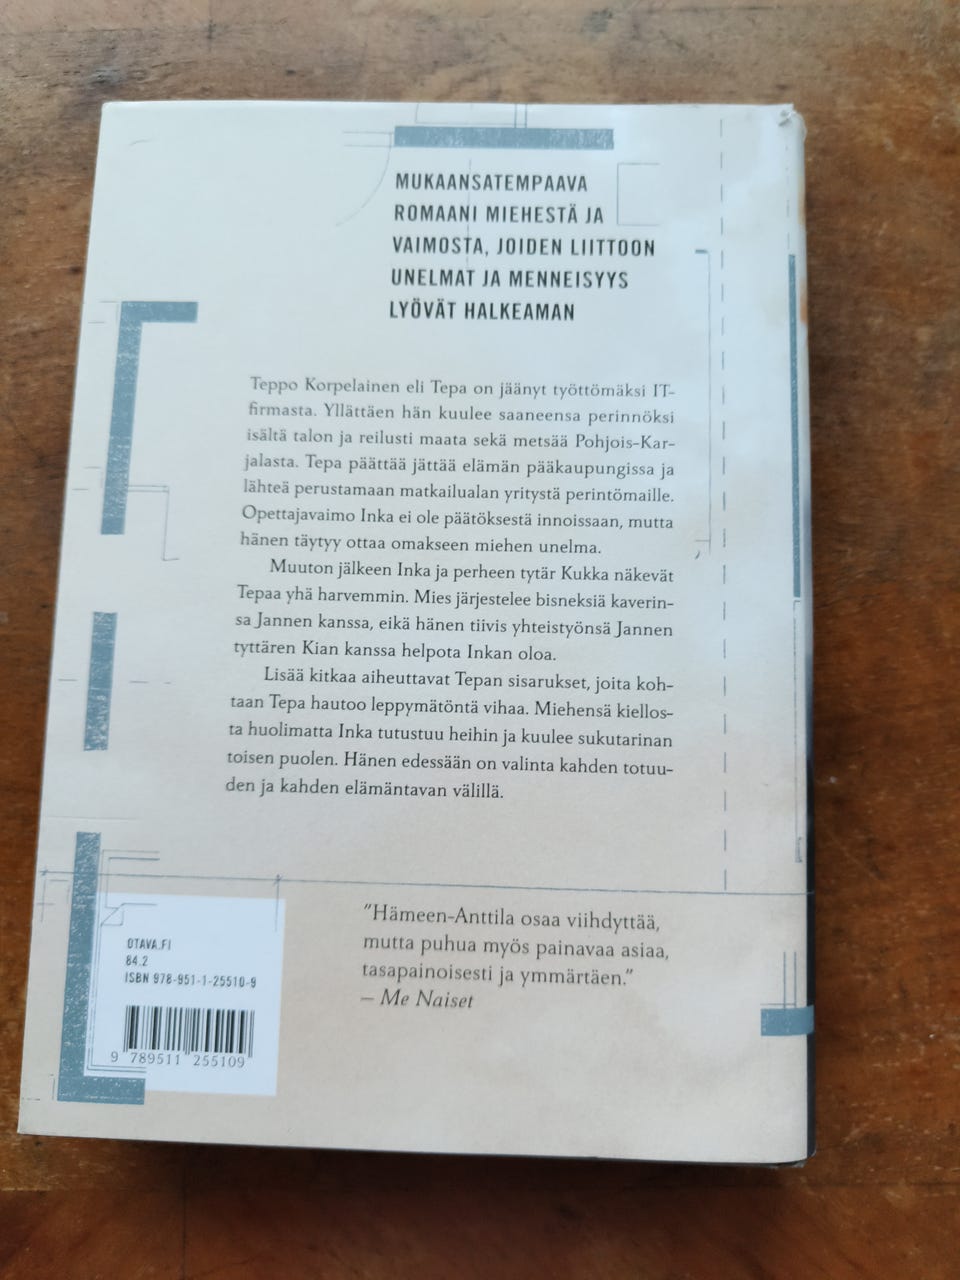 MUKAANSATEMPAAVA
ROMAANI MIEHESTÄ JA
VAIMOSTA, JOIDEN LIITTOON
UNELMAT JA MENNEISYYS
LYÖVÄT HALKEAMAN
Teppo Korpelainen eli Tepa on jäänyt työttömäksi IT-
firmasta. Yllättäen hän kuulee saaneensa perinnöksi
isältä talon ja reilusti maata sekä metsää Pohjois-Kar-
jalasta. Tepa päättää jättää elämän pääkaupungissa ja
lähteä perustamaan matkailualan yritystä perintömaille.
Opettajavaimo Inka ei ole päätöksestä innoissaan, mutta
hänen täytyy ottaa omakseen miehen unelma.
Muuton jälkeen Inka ja perheen tytär Kukka näkevät
Tepaa yhä harvemmin. Mies järjestelee bisneksiä kaverin-
sa Jannen kanssa, eikä hänen tiivis yhteistyönsä Jannen
tyttären Kian kanssa helpota Inkan oloa.
Lisää kitkaa aiheuttavat Tepan sisarukset, joita koh-
taan Tepa hautoo leppymätöntä vihaa. Miehensä kiellos-
ta huolimatta Inka tutustuu heihin ja kuulee sukutarinan
toisen puolen. Hänen edessään on valinta kahden totuu-
den ja kahden elämäntavan välillä.
"Hämeen-Anttila osaa viihdyttää,
mutta puhua myös painavaa asiaa,
tasapainoisesti ja ymmärtäen."
– Me Naiset
OTAVA.FI
84.2
ISBN 978-951-1-25510-9
9 789511 255109